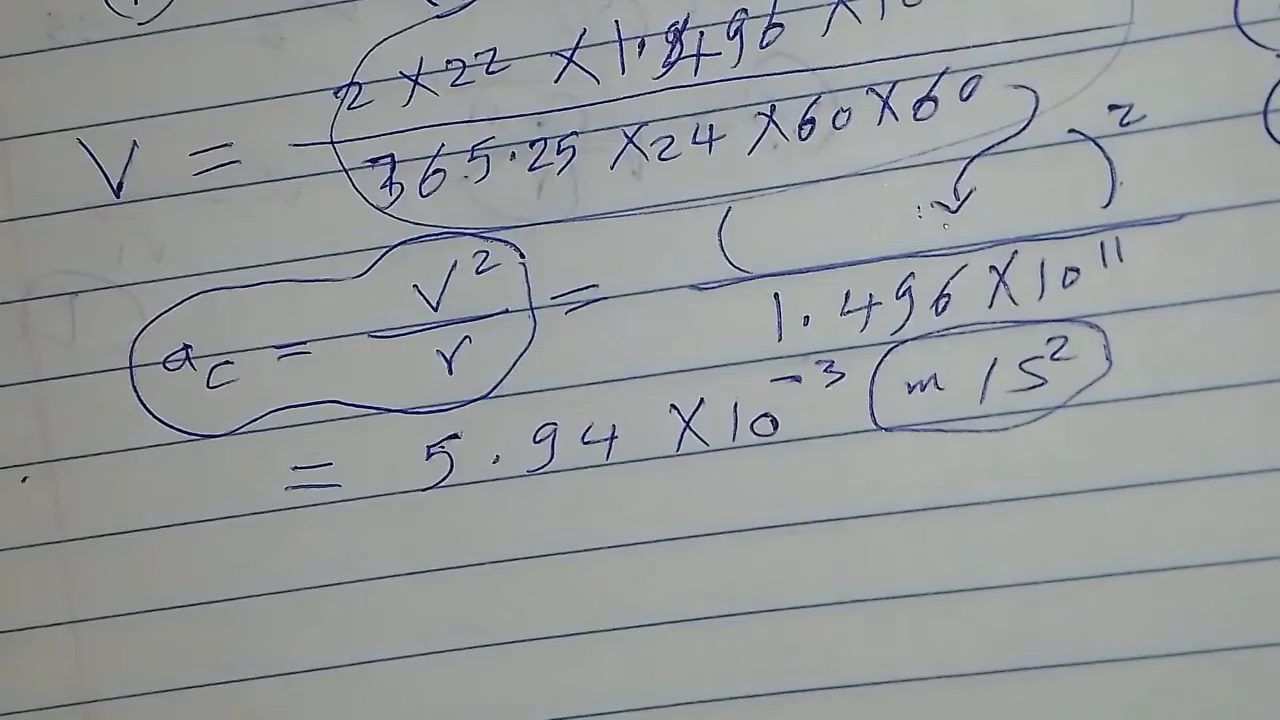 2 × 22 × 1.496 × 10
V = 365.25 × 24 × 60 × 60
( )²
a_c = V²/r = 1.496 × 10¹¹
= 5.94 × 10⁻³ m/s²